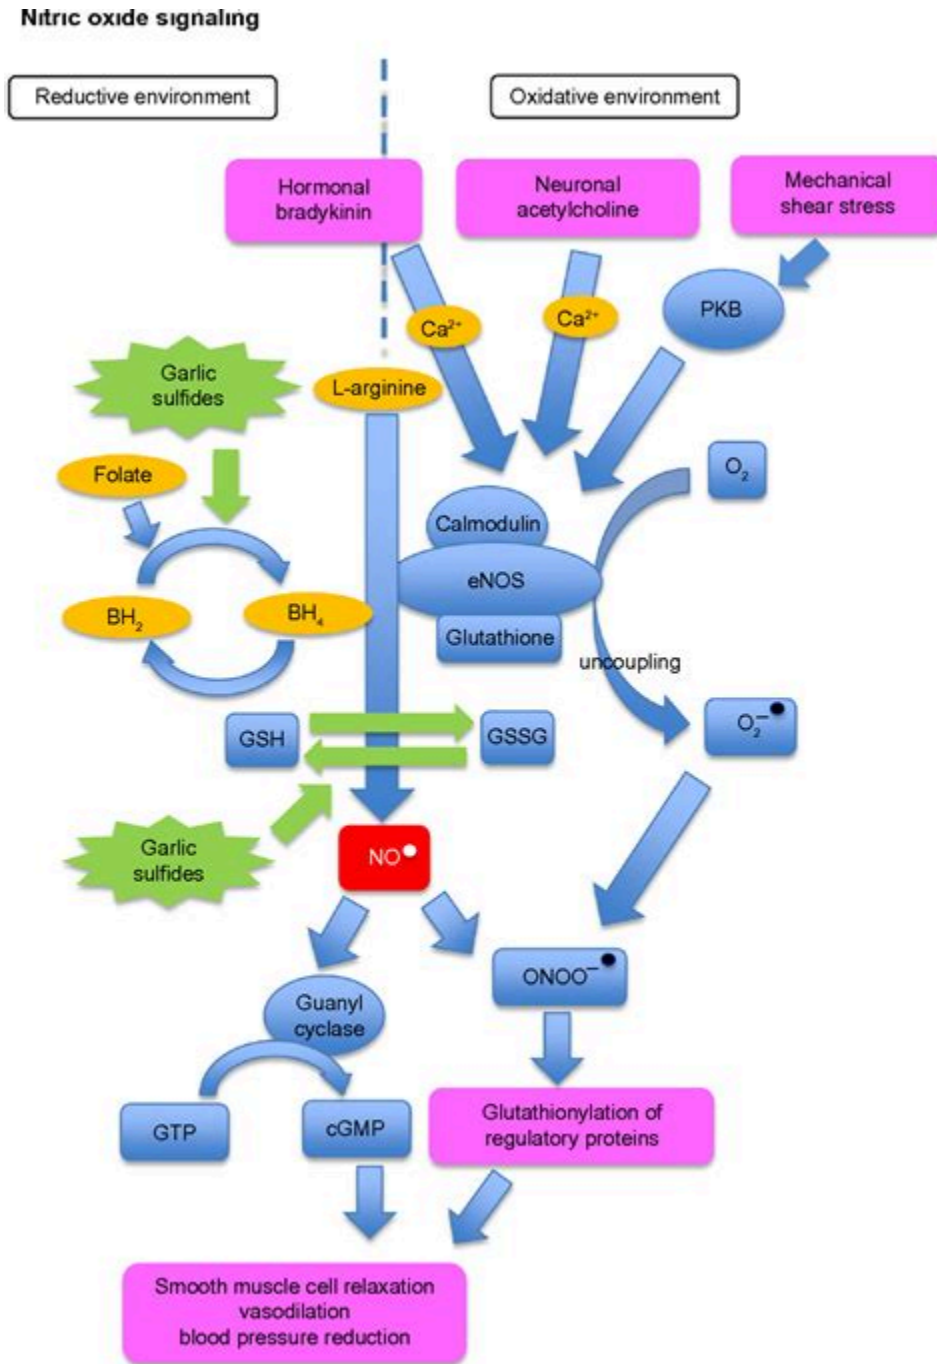 Nitric oxide signaling
Reductive environment
Oxidative environment
Hormonal
bradykinin
Neuronal
acetylcholine
Mechanical
shear stress
Ca²⁺
Ca²⁺
PKB
Garlic
sulfides
L-arginine
Folate
O₂
Calmodulin
eNOS
Glutathione
BH₂
BH₄
uncoupling
GSH
GSSG
O₂⁻•
Garlic
sulfides
NO•
ONOO⁻•
Guanyl
cyclase
GTP
cGMP
Glutathionylation of
regulatory proteins
Smooth muscle cell relaxation
vasodilation
blood pressure reduction